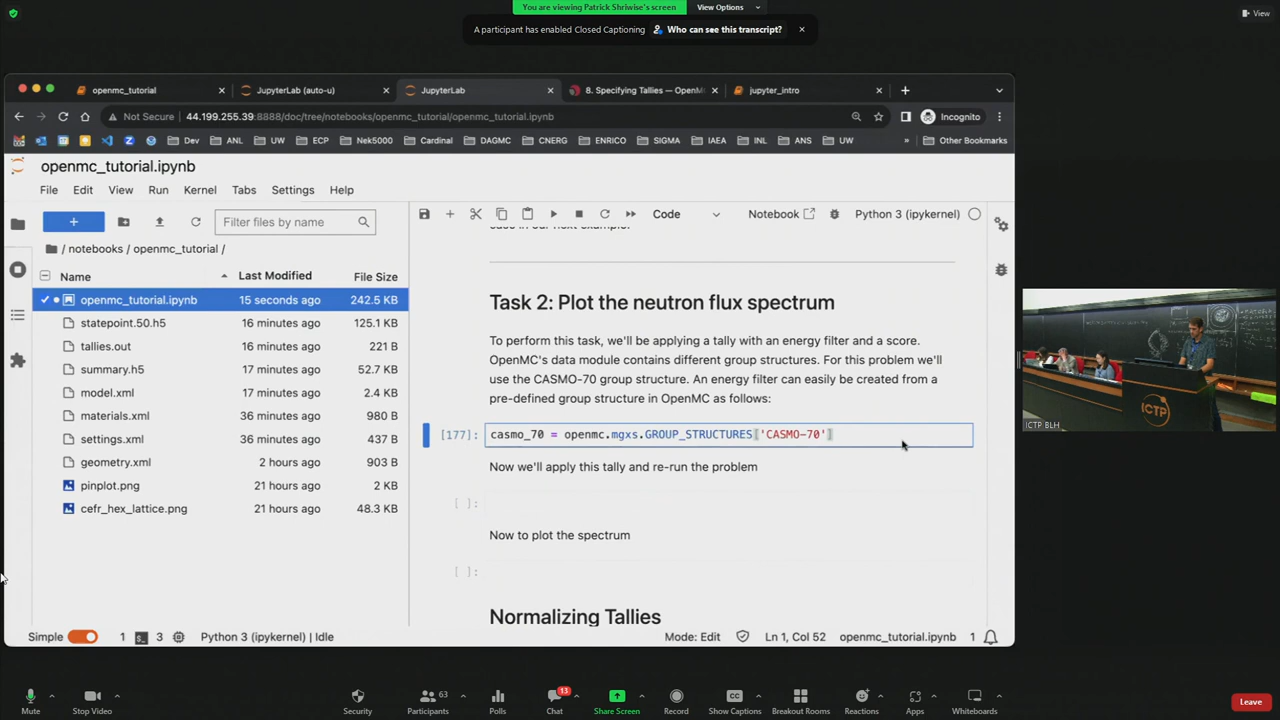 You are viewing Patrick Shriwise's screen
View Options
View
A participant has enabled Closed Captioning
Who can see this transcript?
openmc_tutorial
JupyterLab (auto-u)
JupyterLab
8. Specifying Tallies — OpenM
jupyter_intro
Not Secure
44.199.255.39:8888/doc/tree/notebooks/openmc_tutorial/openmc_tutorial.ipynb
Incognito
Dev
ANL
UW
ECP
Nek5000
Cardinal
DAGMC
CNERG
ENRICO
SIGMA
IAEA
INL
ANS
UW
»
Other Bookmarks
openmc_tutorial.ipynb
File
Edit
View
Run
Kernel
Tabs
Settings
Help
Filter files by name
Code
Notebook
Python 3 (ipykernel)
/ notebooks / openmc_tutorial /
Name
Last Modified
File Size
openmc_tutorial.ipynb
15 seconds ago
242.5 KB
statepoint.50.h5
16 minutes ago
125.1 KB
tallies.out
16 minutes ago
221 B
summary.h5
17 minutes ago
52.7 KB
model.xml
17 minutes ago
2.4 KB
materials.xml
36 minutes ago
980 B
settings.xml
36 minutes ago
437 B
geometry.xml
2 hours ago
903 B
pinplot.png
21 hours ago
2 KB
cefr_hex_lattice.png
21 hours ago
48.3 KB
case in our next example.
Task 2: Plot the neutron flux spectrum
To perform this task, we'll be applying a tally with an energy filter and a score.
OpenMC's data module contains different group structures. For this problem we'll
use the CASMO-70 group structure. An energy filter can easily be created from a
pre-defined group structure in OpenMC as follows:
[177]:
casmo_70 = openmc.mgxs.GROUP_STRUCTURES['CASMO-70']
Now we'll apply this tally and re-run the problem
[ ]:
Now to plot the spectrum
[ ]:
Normalizing Tallies
Simple
1
3
Python 3 (ipykernel) | Idle
Mode: Edit
Ln 1, Col 52
openmc_tutorial.ipynb
1
ICTP
ICTP BLH
Mute
Stop Video
Security
63
Participants
Polls
13
Chat
Share Screen
Record
CC
Show Captions
Breakout Rooms
Reactions
Apps
Whiteboards
Leave